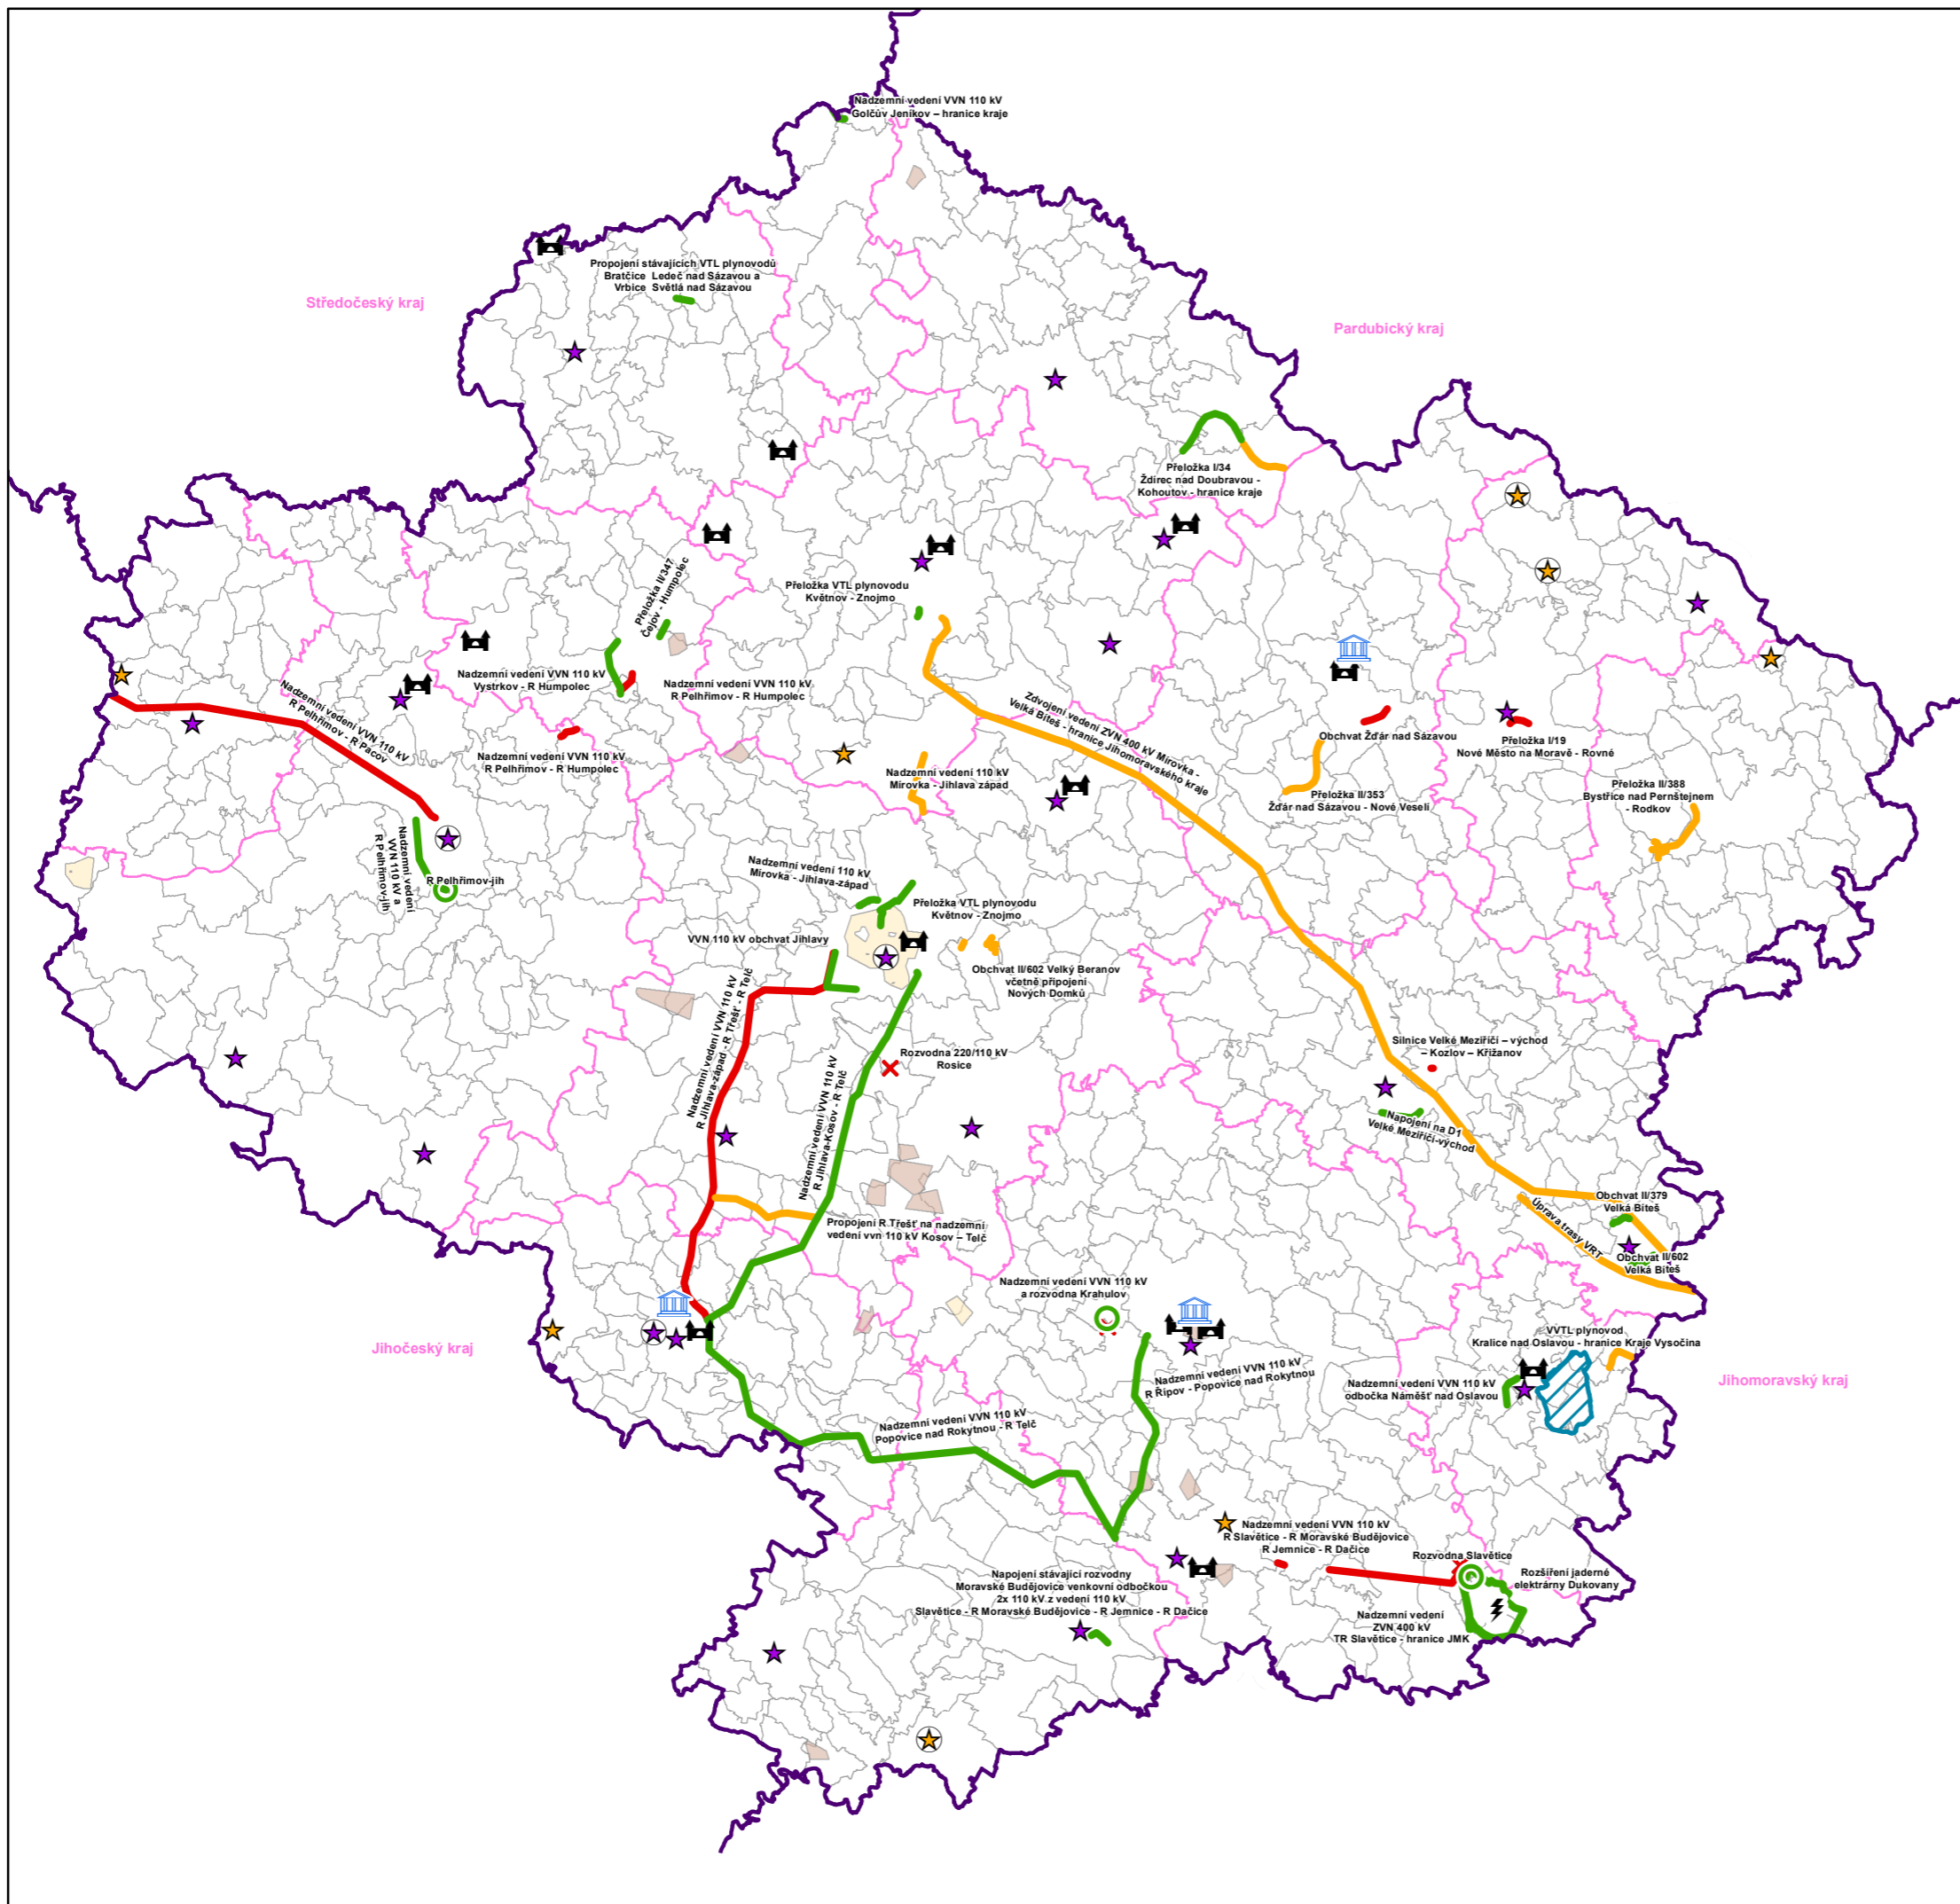 Nadzemní vedení VVN 110 kV
Golčův Jeníkov – hranice kraje
Propojení stávajících VTL plynovodů
Bratčice Ledeč nad Sázavou a
Vrbice Světlá nad Sázavou
Středočeský kraj
Pardubický kraj
Přeložka I/34
Ždírec nad Doubravou -
Kohoutov - hranice kraje
Přeložka II/347
Čejov - Humpolec
Přeložka VTL plynovodu
Květnov - Znojmo
Nadzemní vedení VVN 110 kV
Vystrkov - R Humpolec
Nadzemní vedení VVN 110 kV
R Pelhřimov - R Humpolec
Nadzemní vedení VVN 110 kV
R Pelhřimov - R Pacov
Nadzemní vedení VVN 110 kV
R Pelhřimov - R Humpolec
Zdvojení vedení ZVN 400 kV Mírovka -
Velká Bíteš - hranice Jihomoravského kraje
Obchvat Žďár nad Sázavou
Přeložka I/19
Nové Město na Moravě - Rovné
Nadzemní vedení 110 kV
Mírovka - Jihlava západ
Přeložka II/353
Žďár nad Sázavou - Nové Veselí
Přeložka II/388
Bystřice nad Pernštejnem
- Rodkov
Nadzemní vedení
VVN 110 kV a
R Pelhřimov-jih
R Pelhřimov-jih
Nadzemní vedení 110 kV
Mírovka - Jihlava-západ
Přeložka VTL plynovodu
Květnov - Znojmo
VVN 110 kV obchvat Jihlavy
Obchvat II/602 Velký Beranov
včetně připojení
Nových Domků
Nadzemní vedení VVN 110 kV
R Jihlava-západ - R Třešť - R Telč
Nadzemní vedení VVN 110 kV
R Jihlava-Kosov - R Telč
Rozvodna 220/110 kV
Rosice
Silnice Velké Meziříčí – východ
– Kozlov – Křižanov
Napojení na D1
Velké Meziříčí-východ
Obchvat II/379
Velká Bíteš
Úprava trasy VRT
Obchvat II/602
Velká Bíteš
Propojení R Třešť na nadzemní
vedení vvn 110 kV Kosov – Telč
Nadzemní vedení VVN 110 kV
a rozvodna Krahulov
Jihočeský kraj
VVTL plynovod
Kralice nad Oslavou - hranice Kraje Vysočina
Nadzemní vedení VVN 110 kV
R Řípov - Popovice nad Rokytnou
Nadzemní vedení VVN 110 kV
odbočka Náměšť nad Oslavou
Jihomoravský kraj
Nadzemní vedení VVN 110 kV
Popovice nad Rokytnou - R Telč
Nadzemní vedení VVN 110 kV
R Slavětice - R Moravské Budějovice
R Jemnice - R Dačice
Rozvodna Slavětice
Rozšíření jaderné
elektrárny Dukovany
Napojení stávající rozvodny
Moravské Budějovice venkovní odbočkou
2x 110 kV z vedení 110 kV
Slavětice - R Moravské Budějovice - R Jemnice - R Dačice
Nadzemní vedení
ZVN 400 kV
TR Slavětice - hranice JMK